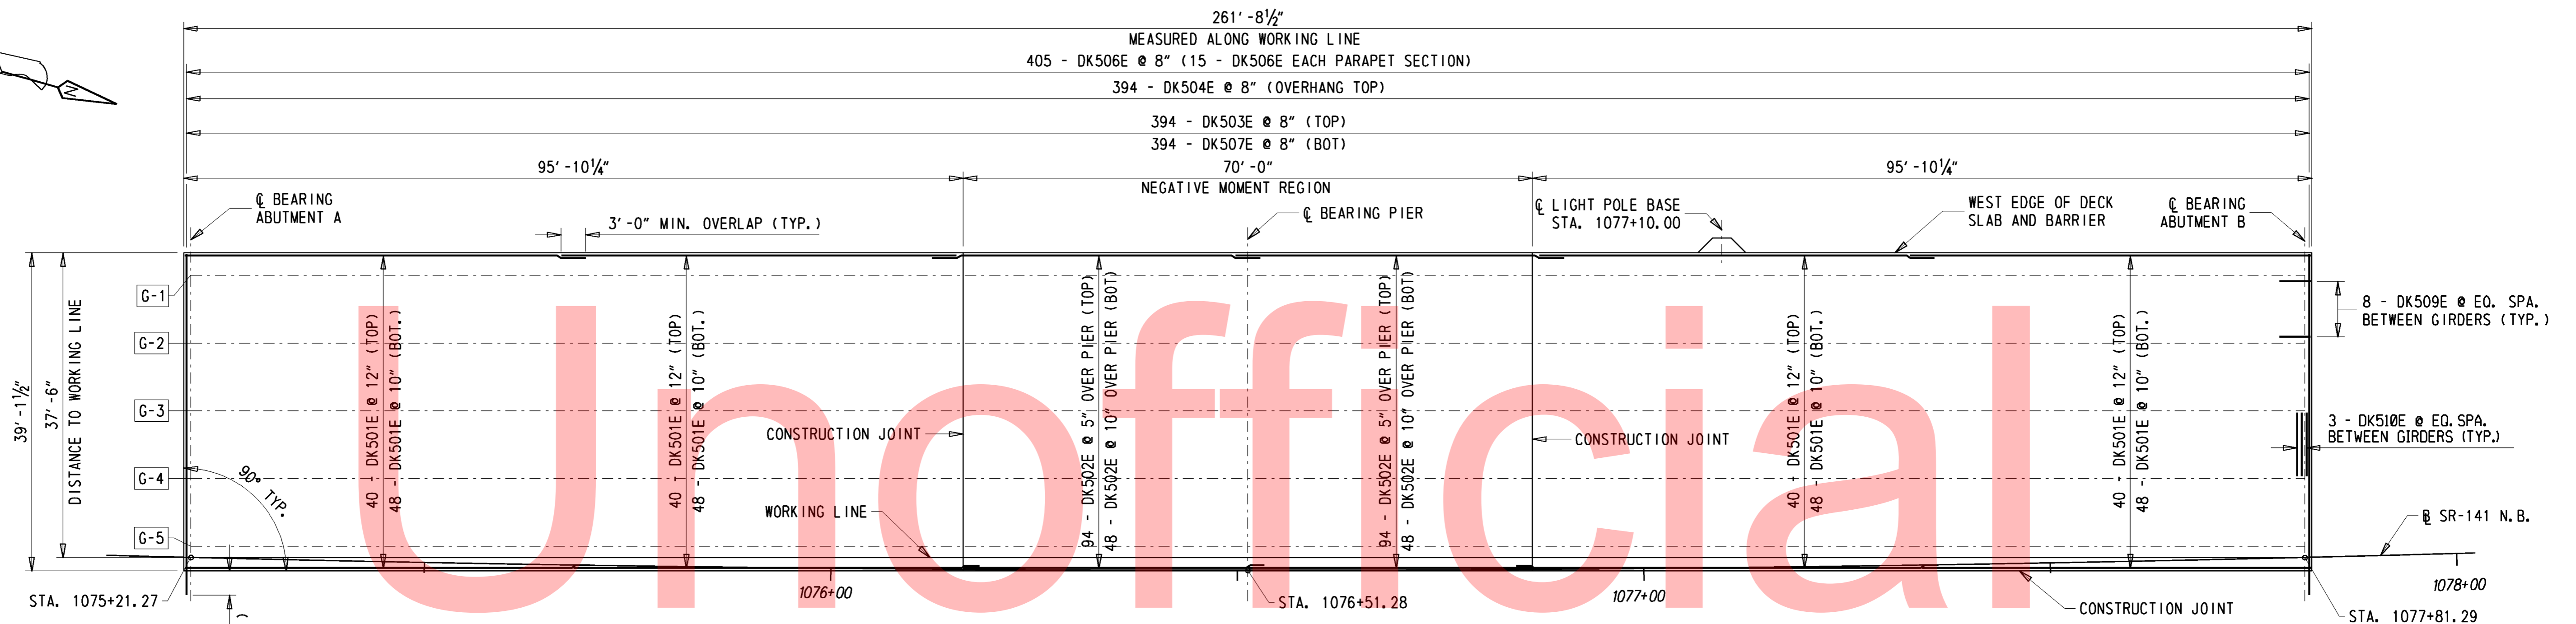 261'-8½"
MEASURED ALONG WORKING LINE
405 - DK506E @ 8" (15 - DK506E EACH PARAPET SECTION)
394 - DK504E @ 8" (OVERHANG TOP)
394 - DK503E @ 8" (TOP)
394 - DK507E @ 8" (BOT)
95'-10¼"
70'-0"
NEGATIVE MOMENT REGION
95'-10¼"
N
℄ BEARING
ABUTMENT A
3'-0" MIN. OVERLAP (TYP.)
℄ BEARING PIER
℄ LIGHT POLE BASE
STA. 1077+10.00
WEST EDGE OF DECK
SLAB AND BARRIER
℄ BEARING
ABUTMENT B
39'-1½"
37'-6"
DISTANCE TO WORKING LINE
G-1
G-2
G-3
G-4
G-5
90° TYP.
40 - DK501E @ 12" (TOP)
48 - DK501E @ 10" (BOT.)
40 - DK501E @ 12" (TOP)
48 - DK501E @ 10" (BOT.)
CONSTRUCTION JOINT
WORKING LINE
94 - DK502E @ 5" OVER PIER (TOP)
48 - DK502E @ 10" OVER PIER (BOT)
94 - DK502E @ 5" OVER PIER (TOP)
48 - DK502E @ 10" OVER PIER (BOT)
CONSTRUCTION JOINT
40 - DK501E @ 12" (TOP)
48 - DK501E @ 10" (BOT.)
40 - DK501E @ 12" (TOP)
48 - DK501E @ 10" (BOT.)
8 - DK509E @ EQ. SPA.
BETWEEN GIRDERS (TYP.)
3 - DK510E @ EQ. SPA.
BETWEEN GIRDERS (TYP.)
B SR-141 N.B.
STA. 1075+21.27
1076+00
STA. 1076+51.28
1077+00
CONSTRUCTION JOINT
1078+00
STA. 1077+81.29
Unofficial